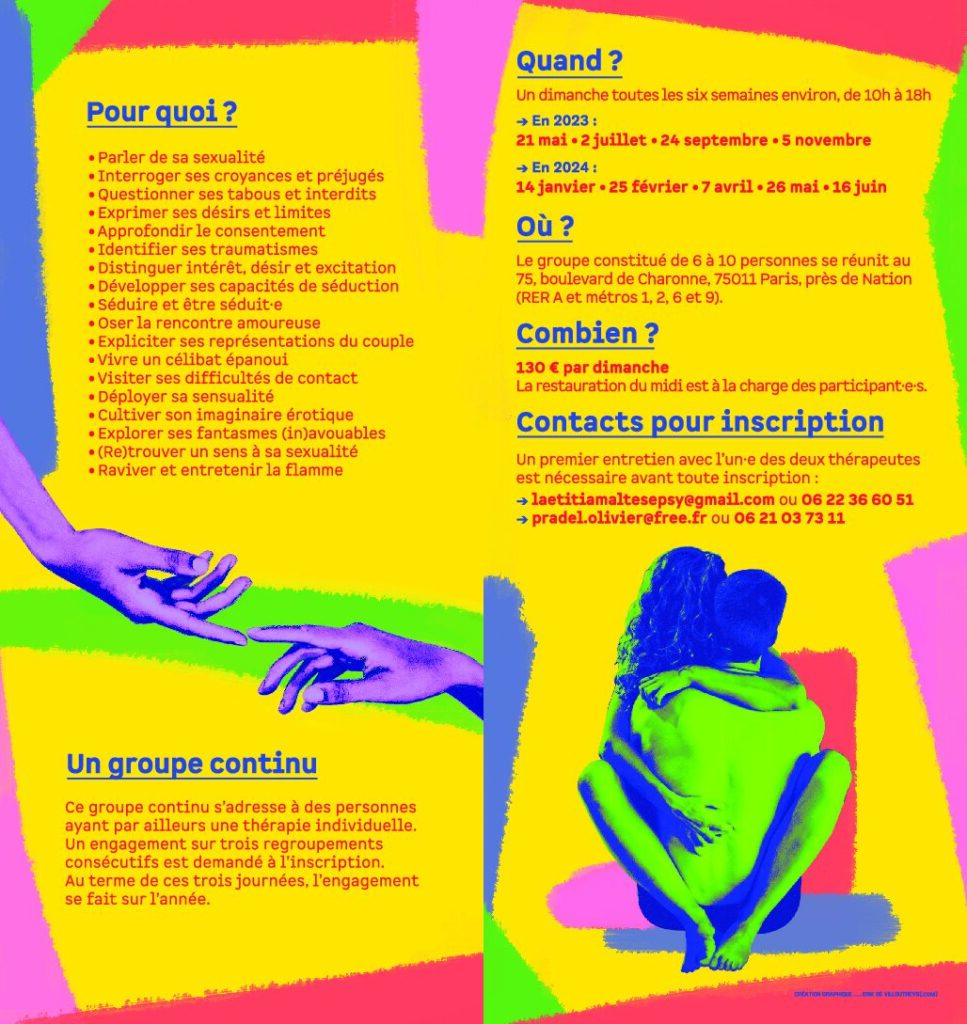 Pour quoi ?
• Parler de sa sexualité
• Interroger ses croyances et préjugés
• Questionner ses tabous et interdits
• Exprimer ses désirs et limites
• Approfondir le consentement
• Identifier ses traumatismes
• Distinguer intérêt, désir et excitation
• Développer ses capacités de séduction
• Séduire et être séduit·e
• Oser la rencontre amoureuse
• Expliciter ses représentations du couple
• Vivre un célibat épanoui
• Visiter ses difficultés de contact
• Déployer sa sensualité
• Cultiver son imaginaire érotique
• Explorer ses fantasmes (in)avouables
• (Re)trouver un sens à sa sexualité
• Raviver et entretenir la flamme
Un groupe continu
Ce groupe continu s'adresse à des personnes
ayant par ailleurs une thérapie individuelle.
Un engagement sur trois regroupements
consécutifs est demandé à l'inscription.
Au terme de ces trois journées, l'engagement
se fait sur l'année.
Quand ?
Un dimanche toutes les six semaines environ, de 10h à 18h
→ En 2023 :
21 mai • 2 juillet • 24 septembre • 5 novembre
→ En 2024 :
14 janvier • 25 février • 7 avril • 26 mai • 16 juin
Où ?
Le groupe constitué de 6 à 10 personnes se réunit au
75, boulevard de Charonne, 75011 Paris, près de Nation
(RER A et métros 1, 2, 6 et 9).
Combien ?
130 € par dimanche
La restauration du midi est à la charge des participant·e·s.
Contacts pour inscription
Un premier entretien avec l'un·e des deux thérapeutes
est nécessaire avant toute inscription :
→ laetitiamaltesepsy@gmail.com ou 06 22 36 60 51
→ pradel.olivier@free.fr ou 06 21 03 73 11
CRÉATION GRAPHIQUE